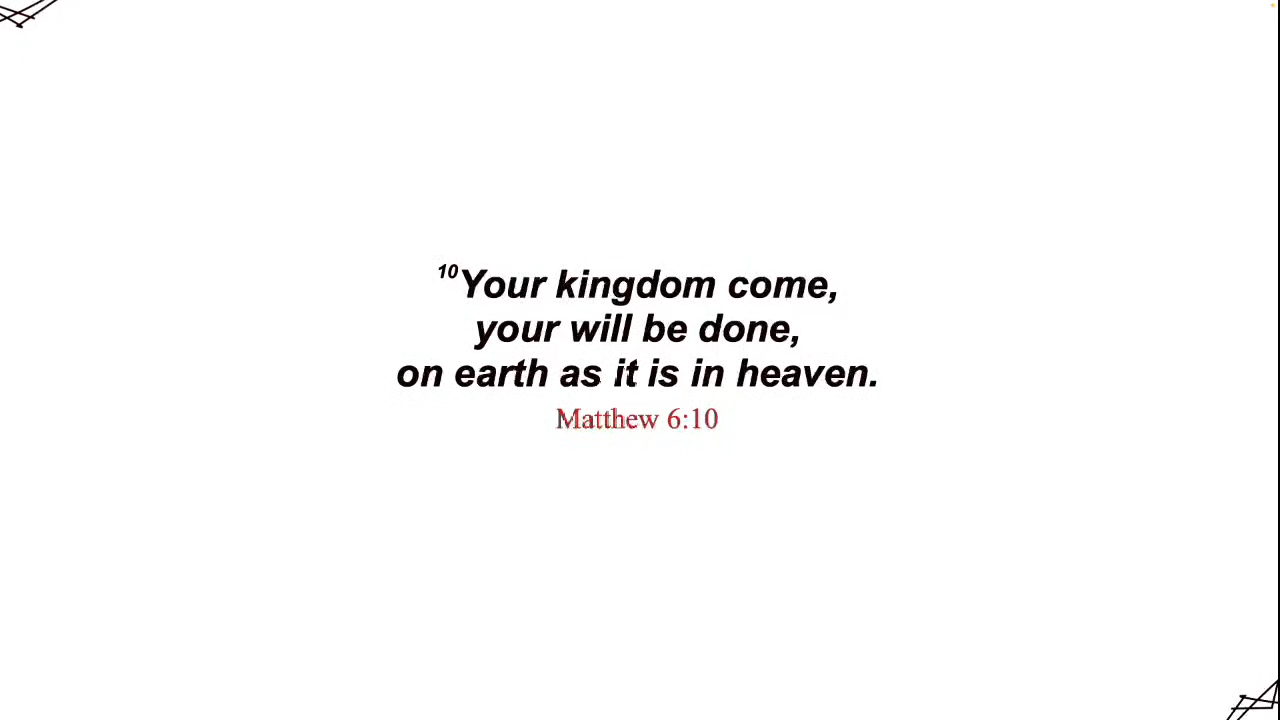 10Your kingdom come,
your will be done,
on earth as it is in heaven.
Matthew 6:10